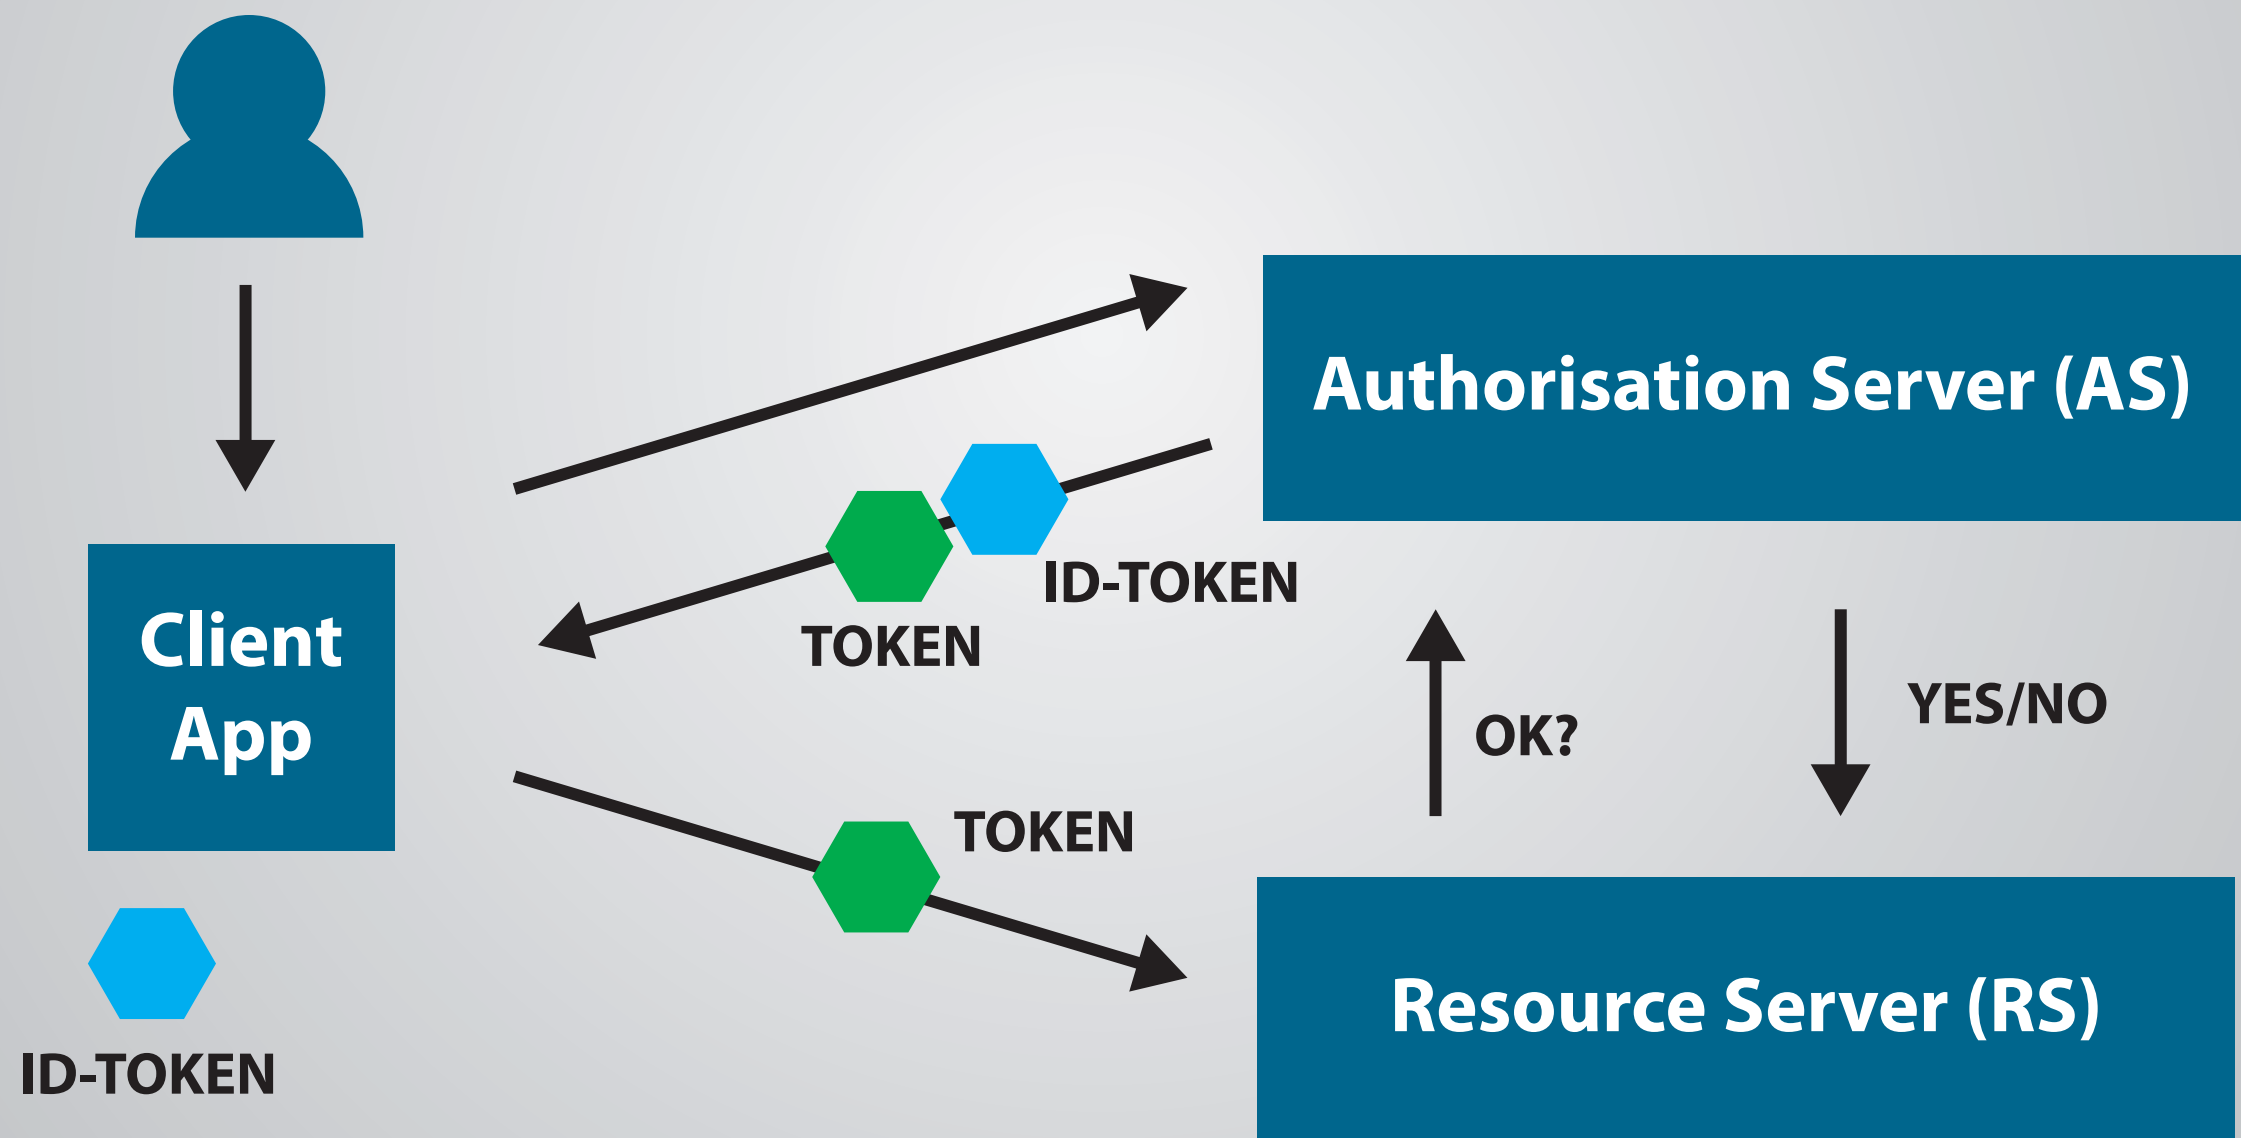 Authorisation Server (AS)
ID-TOKEN
TOKEN
Client
App
OK?
YES/NO
TOKEN
Resource Server (RS)
ID-TOKEN